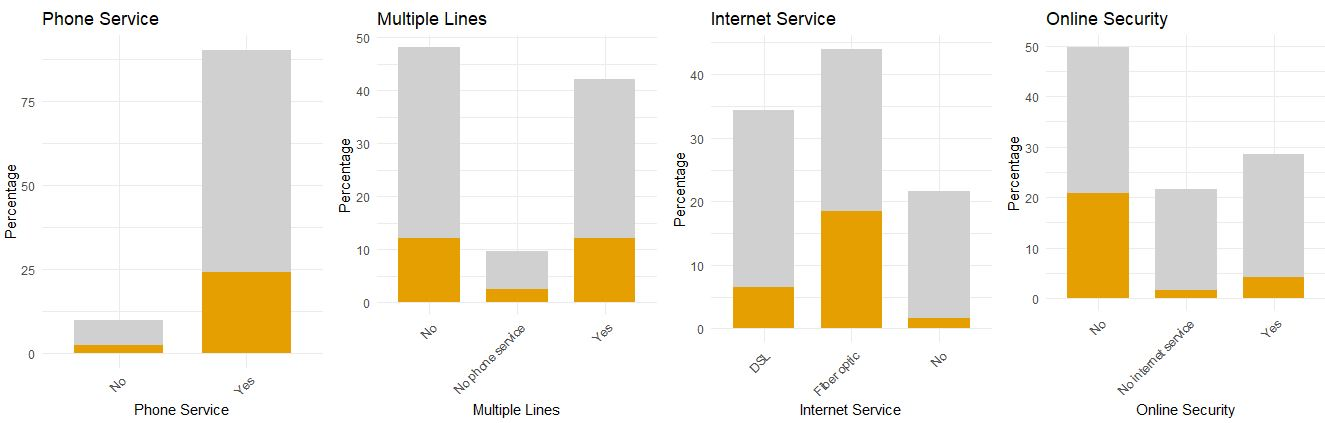 Phone Service
Percentage
75
50
25
0
No
Yes
Phone Service
Multiple Lines
Percentage
50
40
30
20
10
0
No
No phone service
Yes
Multiple Lines
Internet Service
Percentage
40
30
20
10
0
DSL
Fiber optic
No
Internet Service
Online Security
Percentage
50
40
30
20
10
0
No
No internet service
Yes
Online Security